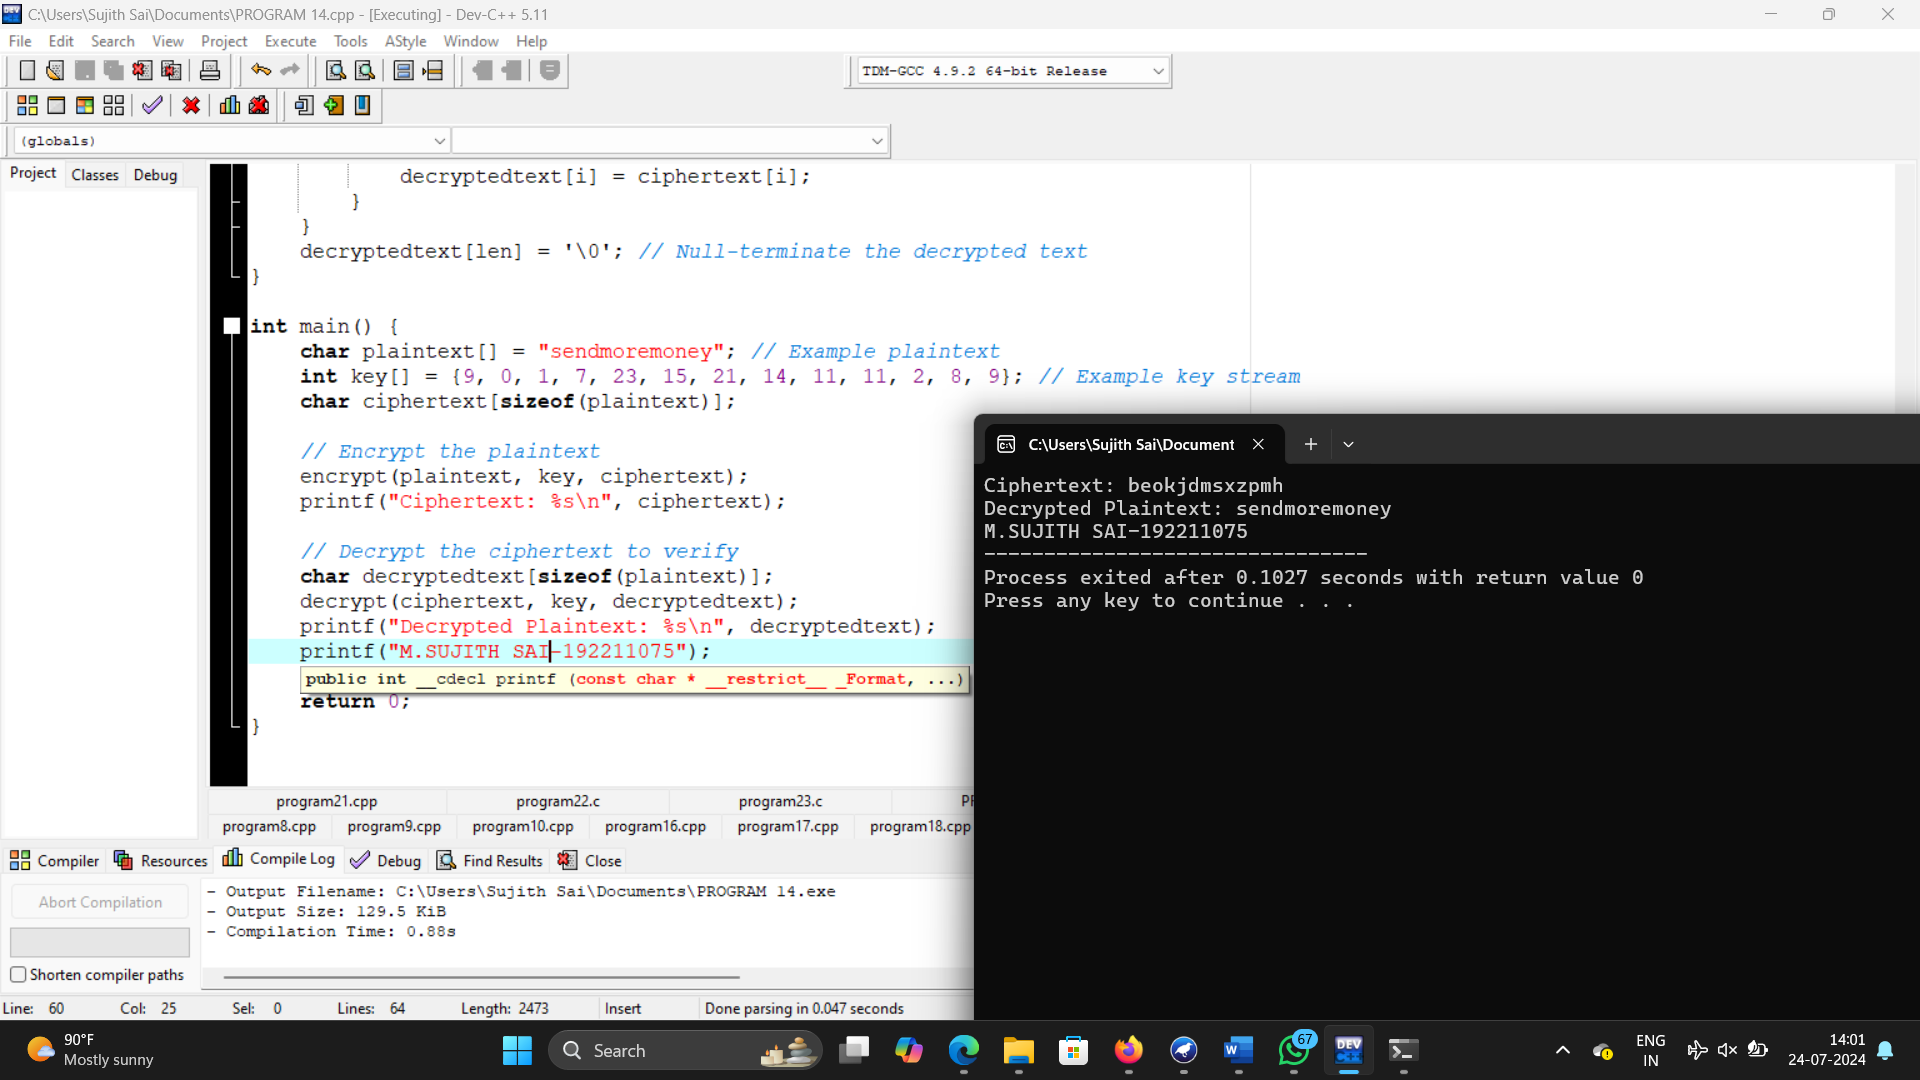 C:\Users\Sujith Sai\Documents\PROGRAM 14.cpp - [Executing] - Dev-C++ 5.11
File Edit Search View Project Execute Tools AStyle Window Help
TDM-GCC 4.9.2 64-bit Release
(globals)
Project Classes Debug
decryptedtext[i] = ciphertext[i];
}
}
decryptedtext[len] = '\0'; // Null-terminate the decrypted text
}
int main() {
char plaintext[] = "sendmoremoney"; // Example plaintext
int key[] = {9, 0, 1, 7, 23, 15, 21, 14, 11, 11, 2, 8, 9}; // Example key stream
char ciphertext[sizeof(plaintext)];
// Encrypt the plaintext
encrypt(plaintext, key, ciphertext);
printf("Ciphertext: %s\n", ciphertext);
// Decrypt the ciphertext to verify
char decryptedtext[sizeof(plaintext)];
decrypt(ciphertext, key, decryptedtext);
printf("Decrypted Plaintext: %s\n", decryptedtext);
printf("M.SUJITH SAI-192211075");
public int __cdecl printf (const char * __restrict__ _Format, ...)
return 0;
}
C:\Users\Sujith Sai\Document
Ciphertext: beokjdmsxzpmh
Decrypted Plaintext: sendmoremoney
M.SUJITH SAI-192211075
--------------------------------
Process exited after 0.1027 seconds with return value 0
Press any key to continue . . .
program21.cpp program22.c program23.c
program8.cpp program9.cpp program10.cpp program16.cpp program17.cpp program18.cpp
Compiler Resources Compile Log Debug Find Results Close
Abort Compilation
Shorten compiler paths
- Output Filename: C:\Users\Sujith Sai\Documents\PROGRAM 14.exe
- Output Size: 129.5 KiB
- Compilation Time: 0.88s
Line: 60 Col: 25 Sel: 0 Lines: 64 Length: 2473 Insert Done parsing in 0.047 seconds
90°F
Mostly sunny
Search
67
DEV
C++
ENG
IN
14:01
24-07-2024